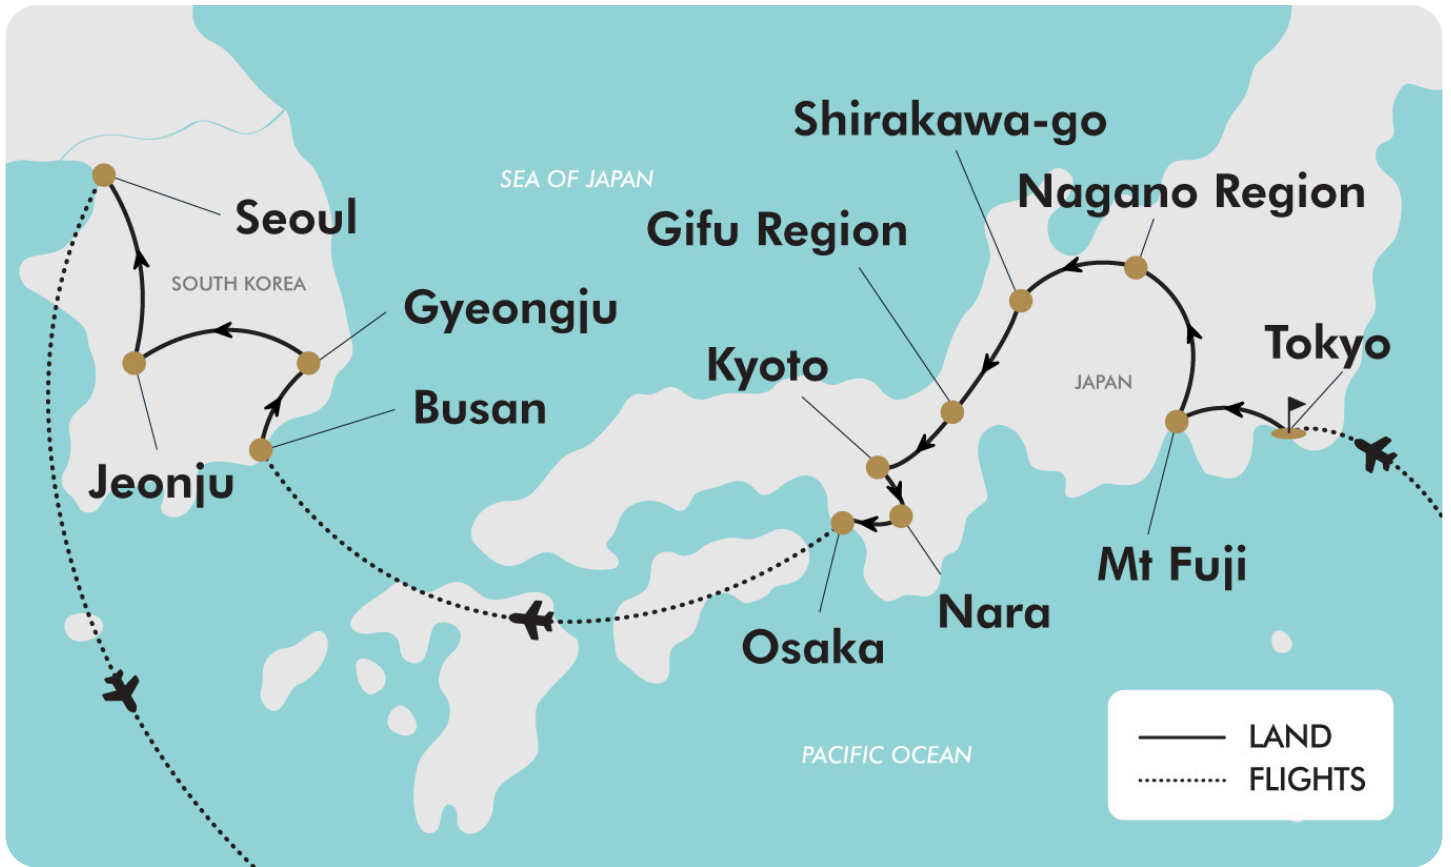 Shirakawa-go
SEA OF JAPAN
Nagano Region
Seoul
Gifu Region
SOUTH KOREA
Gyeongju
Tokyo
Kyoto
JAPAN
Busan
Jeonju
Mt Fuji
Nara
Osaka
PACIFIC OCEAN
LAND
FLIGHTS